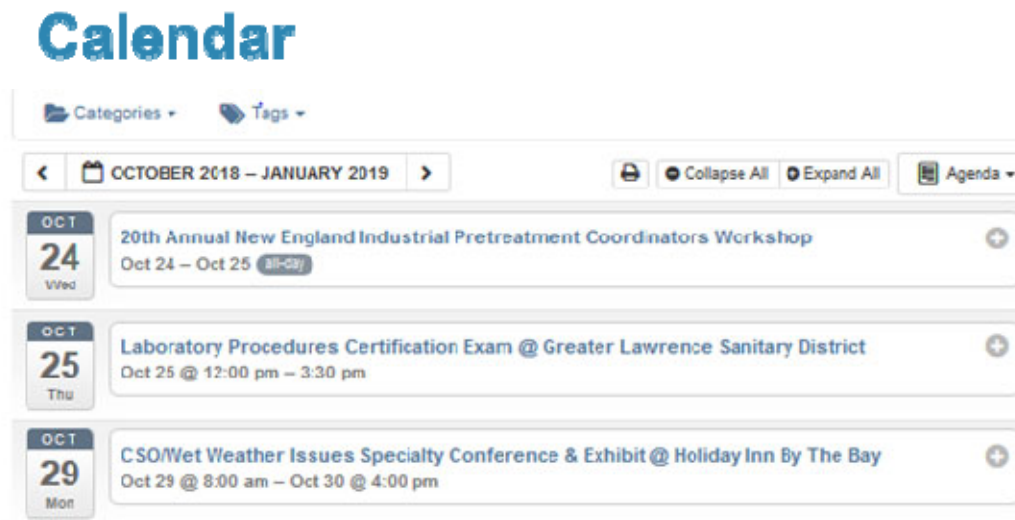 Calendar
Categories Tags
OCTOBER 2018 – JANUARY 2019 Collapse All Expand All Agenda
OCT
24
Wed
20th Annual New England Industrial Pretreatment Coordinators Workshop
Oct 24 – Oct 25 all-day
OCT
25
Thu
Laboratory Procedures Certification Exam @ Greater Lawrence Sanitary District
Oct 25 @ 12:00 pm – 3:30 pm
OCT
29
Mon
CSO/Wet Weather Issues Specialty Conference & Exhibit @ Holiday Inn By The Bay
Oct 29 @ 8:00 am – Oct 30 @ 4:00 pm